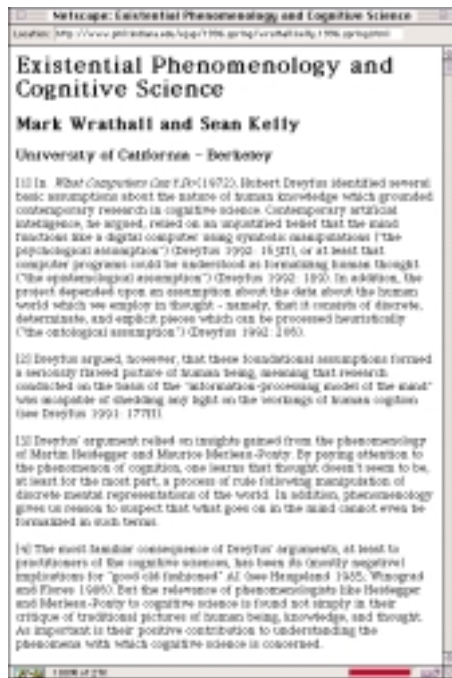 Netscape: Existential Phenomenology and Cognitive Science
Location:
Existential Phenomenology and
Cognitive Science
Mark Wrathall and Sean Kelly
University of California - Berkeley
[1] In What Computers Can't Do (1972), Hubert Dreyfus identified several
basic assumptions about the nature of human knowledge which grounded
contemporary research in cognitive science. Contemporary artificial
intelligence, he argued, relied on an unjustified belief that the mind
functions like a digital computer using symbolic manipulations ("the
psychological assumption") (Dreyfus 1992: 163ff), or at least that
computer programs could be understood as formalizing human thought
("the epistemological assumption") (Dreyfus 1992: 189). In addition, the
project depended upon an assumption about the data about the human
world which we employ in thought - namely, that it consists of discrete,
determinate, and explicit pieces which can be processed heuristically
("the ontological assumption") (Dreyfus 1992: 206).
[2] Dreyfus argued, however, that these foundational assumptions formed
a seriously flawed picture of human being, meaning that research
conducted on the basis of the "information-processing model of the mind"
was incapable of shedding any light on the workings of human cognition
(see Dreyfus 1992: 177ff).
[3] Dreyfus' argument relied on insights gained from the phenomenology
of Martin Heidegger and Maurice Merleau-Ponty. By paying attention to
the phenomenon of cognition, one learns that thought doesn't seem to be,
at least for the most part, a process of rule following manipulation of
discrete mental representations of the world. In addition, phenomenology
gives us reason to suspect that what goes on in the mind cannot even be
formalized in such terms.
[4] The most familiar consequence of Dreyfus' arguments, at least to
practitioners of the cognitive sciences, has been its (mostly negative)
implications for "good old fashioned" AI (see Haugeland 1985; Winograd
and Flores 1986). But the relevance of phenomenologists like Heidegger
and Merleau-Ponty to cognitive science is found not simply in their
critique of traditional pictures of human being, knowledge, and thought.
As important is their positive contribution to understanding the
phenomena with which cognitive science is concerned.
100% of 27K